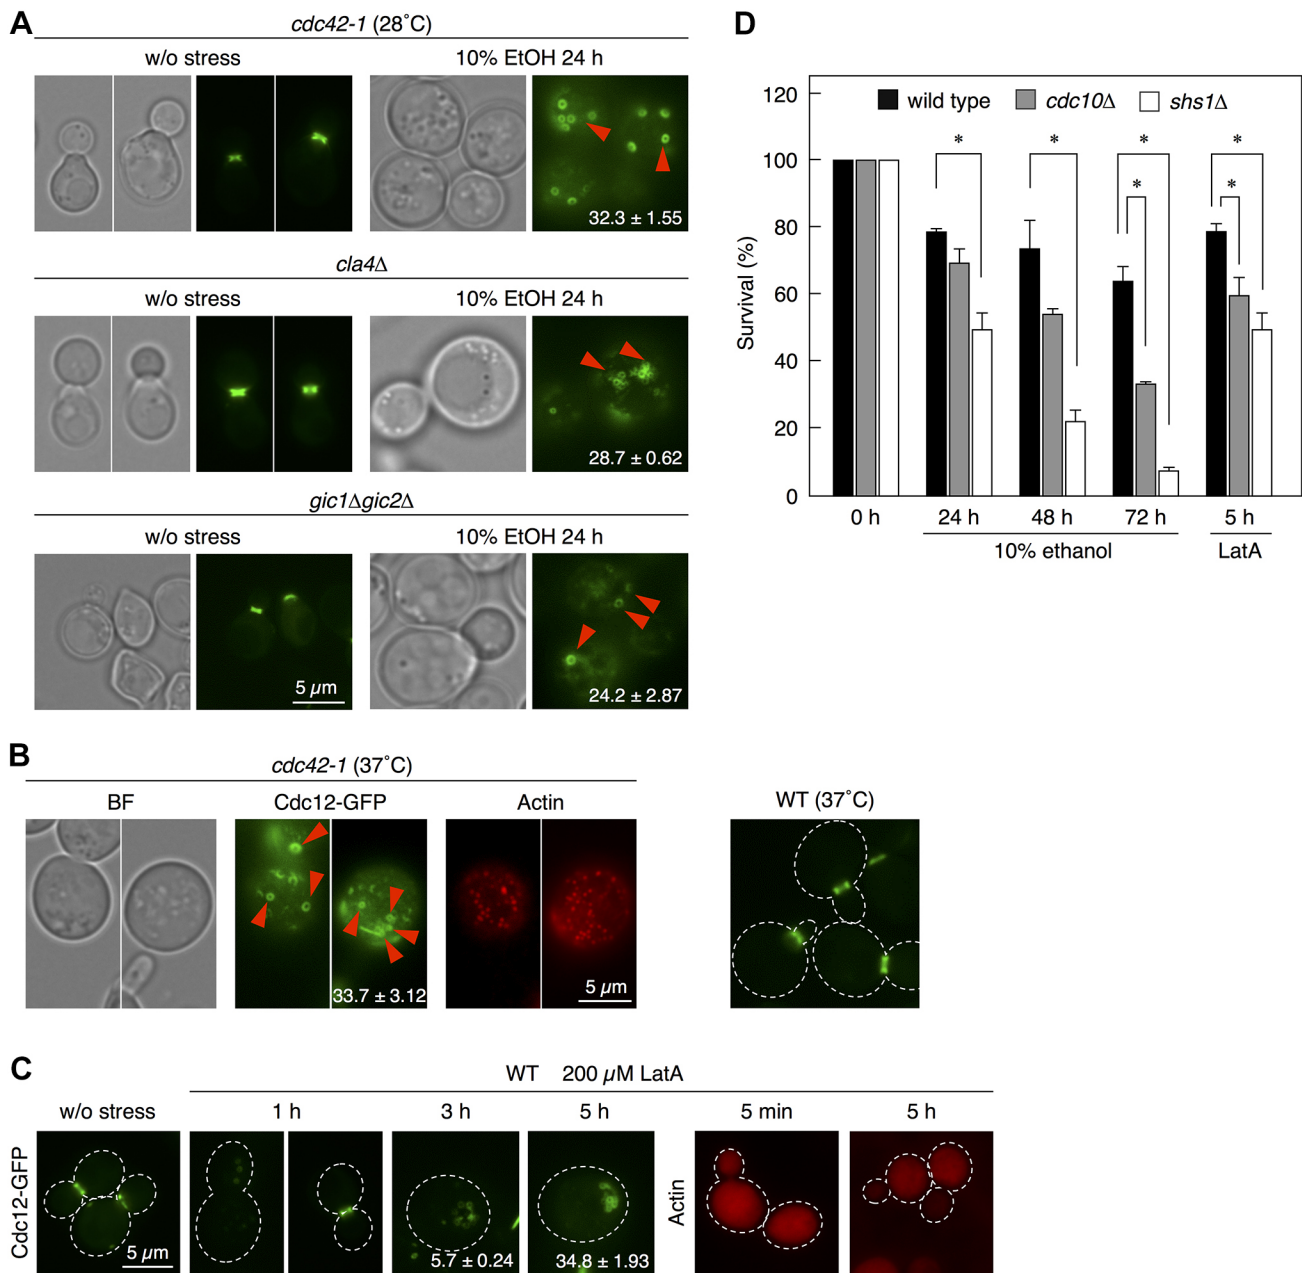 A
cdc42-1 (28˚C)
w/o stress
10% EtOH 24 h
32.3 ± 1.55
cla4Δ
w/o stress
10% EtOH 24 h
28.7 ± 0.62
gic1Δgic2Δ
w/o stress
10% EtOH 24 h
5 µm
24.2 ± 2.87
B
cdc42-1 (37˚C)
BF
Cdc12-GFP
Actin
33.7 ± 3.12
5 µm
WT (37˚C)
C
WT 200 µM LatA
w/o stress
1 h
3 h
5 h
5 min
5 h
Cdc12-GFP
5 µm
5.7 ± 0.24
34.8 ± 1.93
Actin
D
wild type
cdc10Δ
shs1Δ
Survival (%)
120
100
80
60
40
20
0
* * * * * *
0 h
24 h
48 h
72 h
5 h
10% ethanol
LatA